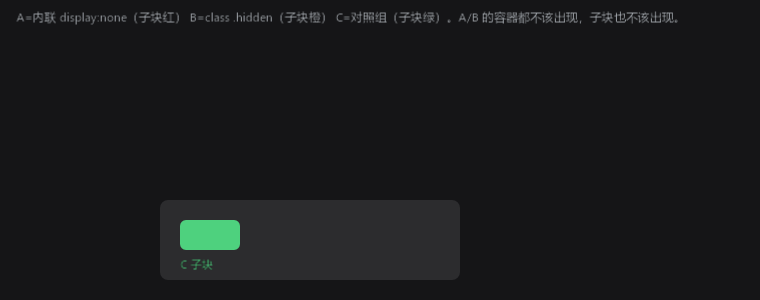 A=内联 display:none（子块红） B=class .hidden（子块橙） C=对照组（子块绿）。A/B 的容器都不该出现，子块也不该出现。
C 子块